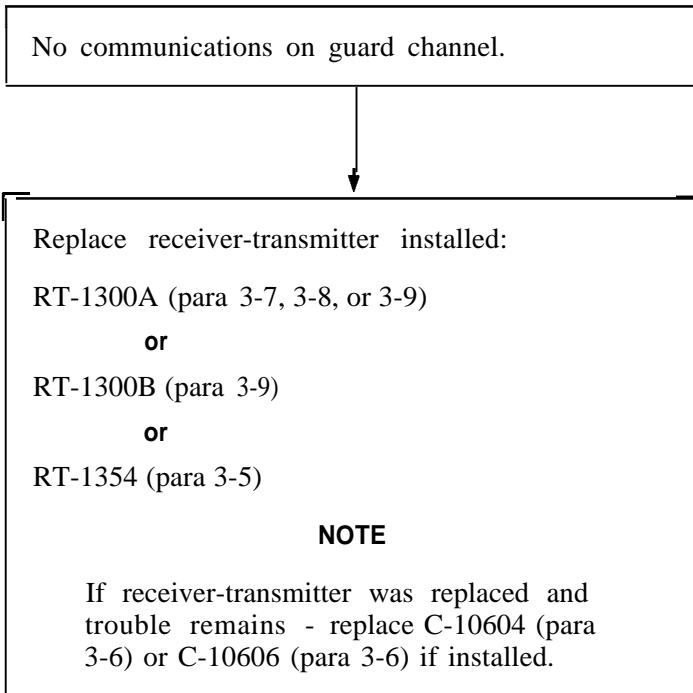 No communications on guard channel.
Replace receiver-transmitter installed:
RT-1300A (para 3-7, 3-8, or 3-9)
or
RT-1300B (para 3-9)
or
RT-1354 (para 3-5)
NOTE
If receiver-transmitter was replaced and
trouble remains - replace C-10604 (para
3-6) or C-10606 (para 3-6) if installed.